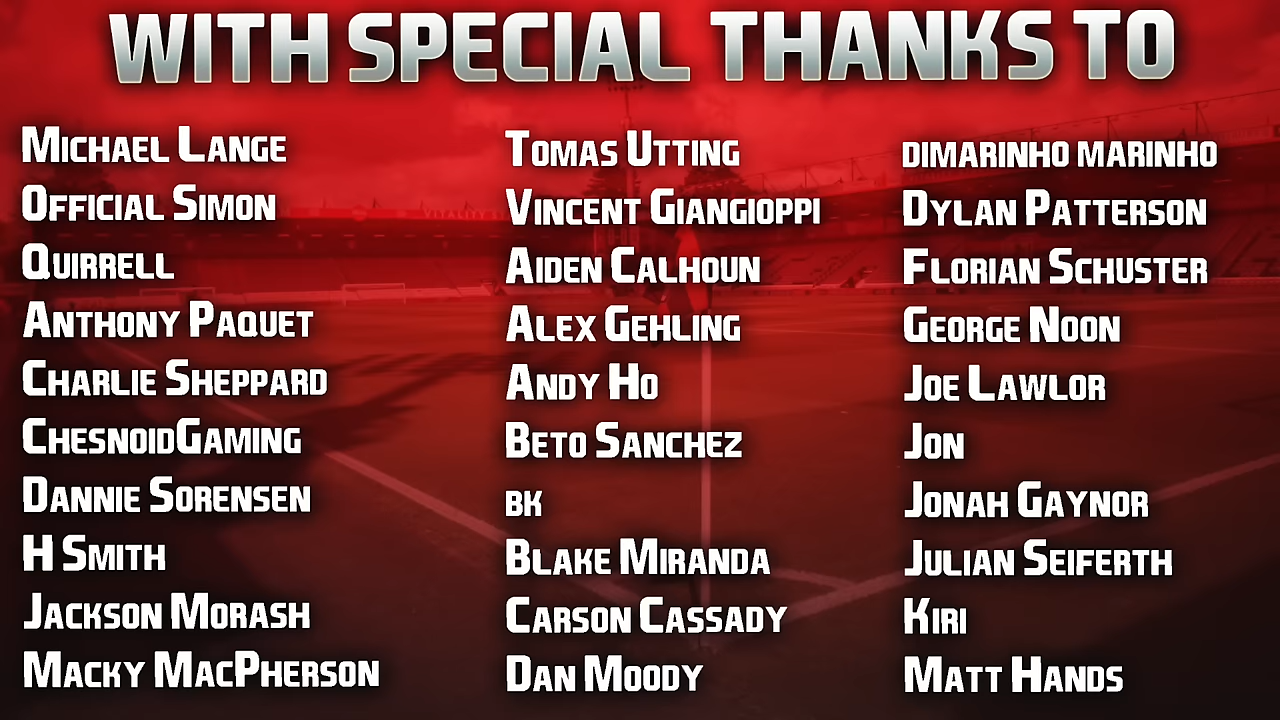 WITH SPECIAL THANKS TO
Michael Lange
Official Simon
Quirrell
Anthony Paquet
Charlie Sheppard
ChesnoidGaming
Dannie Sorensen
H Smith
Jackson Morash
Macky MacPherson
Tomas Utting
Vincent Giangioppi
Aiden Calhoun
Alex Gehling
Andy Ho
Beto Sanchez
bk
Blake Miranda
Carson Cassady
Dan Moody
dimarinho marinho
Dylan Patterson
Florian Schuster
George Noon
Joe Lawlor
Jon
Jonah Gaynor
Julian Seiferth
Kiri
Matt Hands